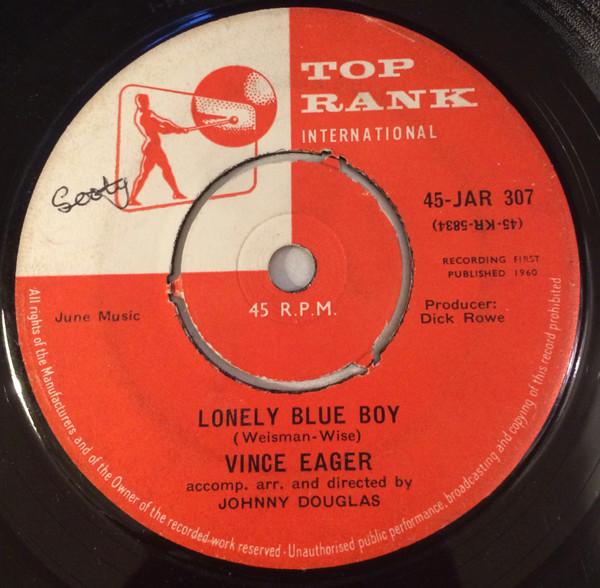 TOP
RANK
INTERNATIONAL
Sooty
45-JAR 307
(45-KR-5834)
RECORDING FIRST
PUBLISHED 1960
June Music
45 R.P.M.
Producer:
Dick Rowe
LONELY BLUE BOY
(Weisman-Wise)
VINCE EAGER
accomp. arr. and directed by
JOHNNY DOUGLAS
All rights of the Manufacturers and of the Owner of the recorded work reserved - Unauthorised public performance, broadcasting and copying of this record prohibited